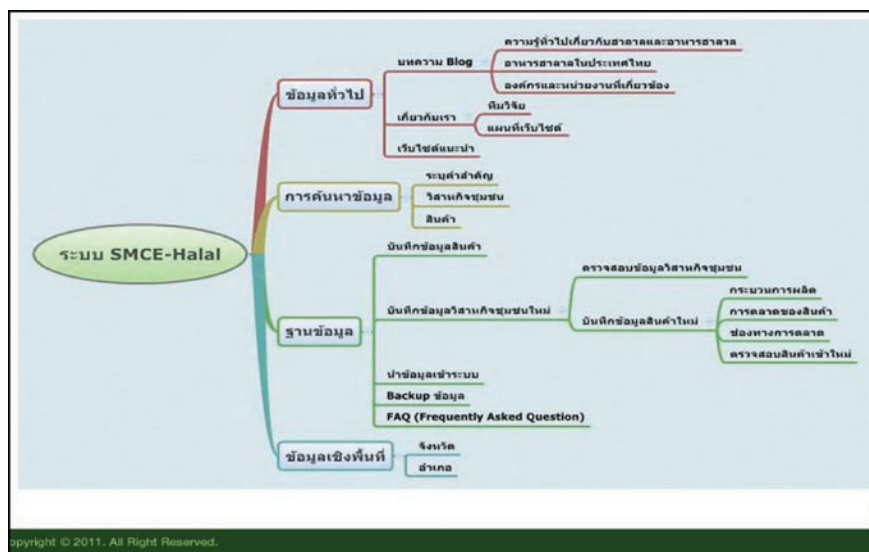 ระบบ SMCE-Halal
ข้อมูลทั่วไป
บทความ Blog
ความรู้ทั่วไปเกี่ยวกับฮาลาลและอาหารฮาลาล
อาหารฮาลาลในประเทศไทย
องค์กรและหน่วยงานที่เกี่ยวข้อง
เกี่ยวกับเรา
ทีมวิจัย
แผนที่เว็บไซต์
เว็บไซต์แนะนำ
การค้นหาข้อมูล
ระบุคำสำคัญ
วิสาหกิจชุมชน
สินค้า
ฐานข้อมูล
บันทึกข้อมูลสินค้า
บันทึกข้อมูลวิสาหกิจชุมชนใหม่
ตรวจสอบข้อมูลวิสาหกิจชุมชน
บันทึกข้อมูลสินค้าใหม่
กระบวนการผลิต
การตลาดของสินค้า
ช่องทางการตลาด
ตรวจสอบสินค้าเข้าใหม่
นำข้อมูลเข้าระบบ
Backup ข้อมูล
FAQ (Frequently Asked Question)
ข้อมูลเชิงพื้นที่
จังหวัด
อำเภอ
opyright © 2011. All Right Reserved.